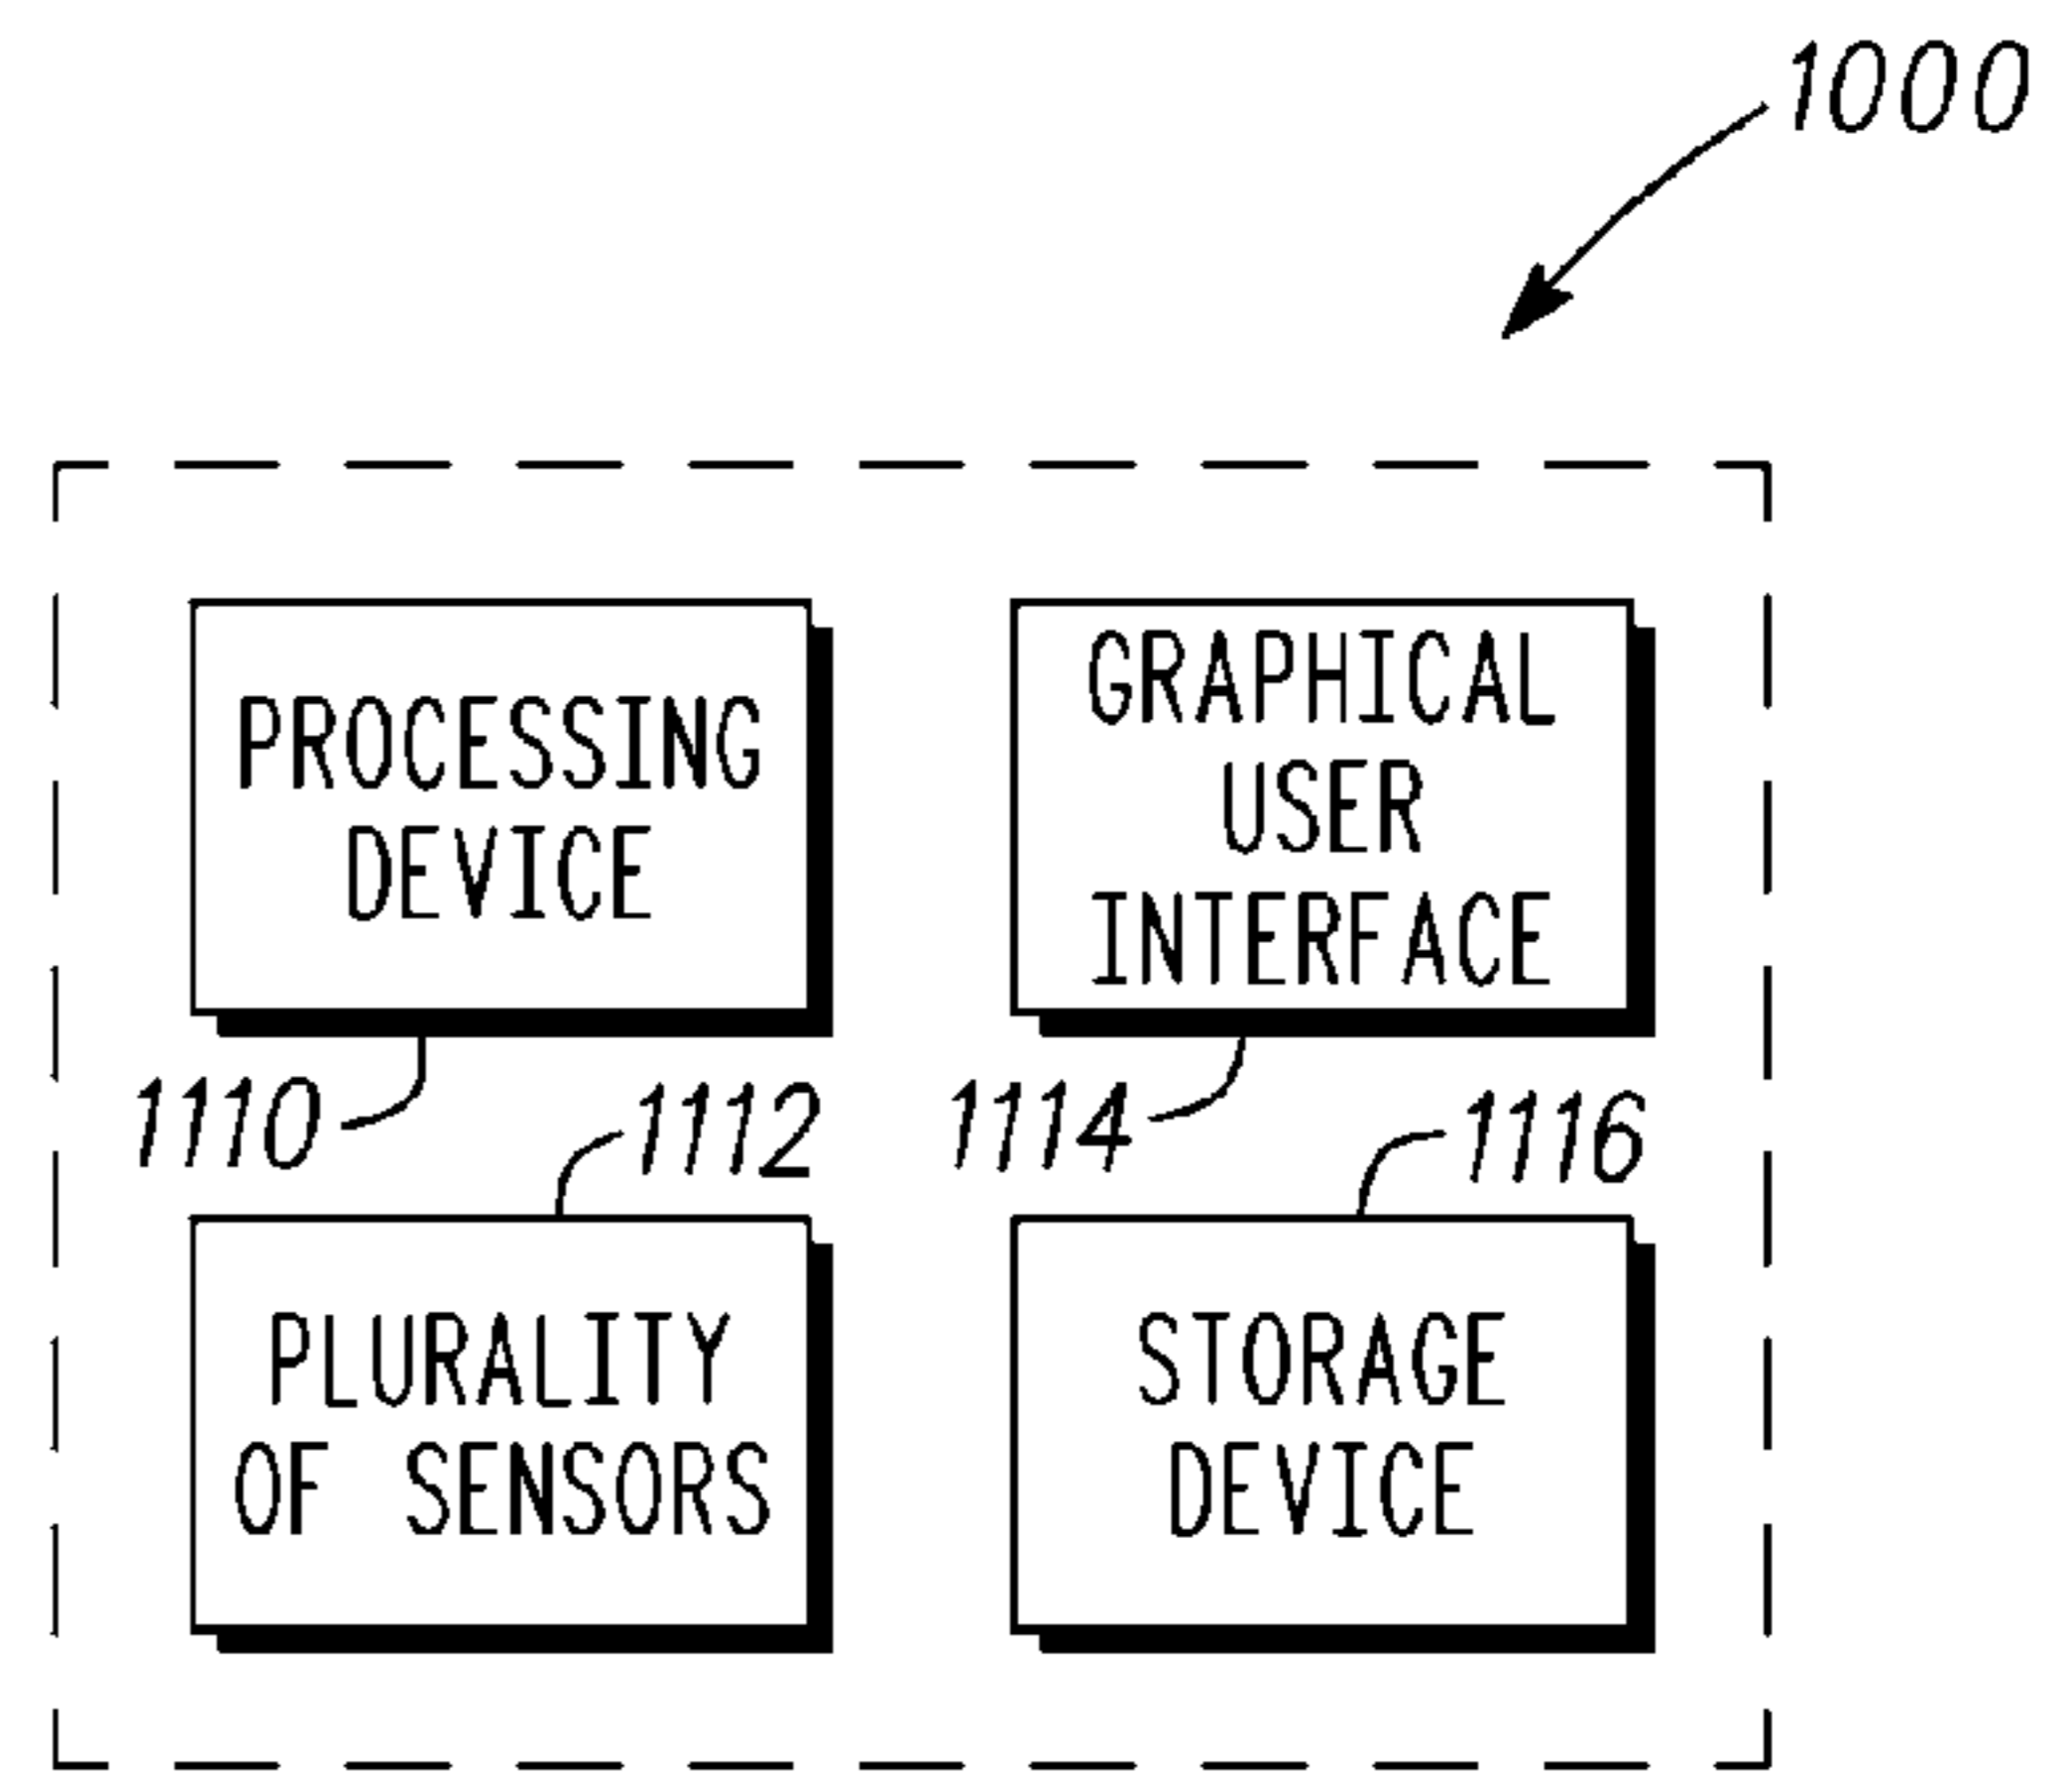 1000
PROCESSING
DEVICE
GRAPHICAL
USER
INTERFACE
1110
1112
1114
1116
PLURALITY
OF SENSORS
STORAGE
DEVICE